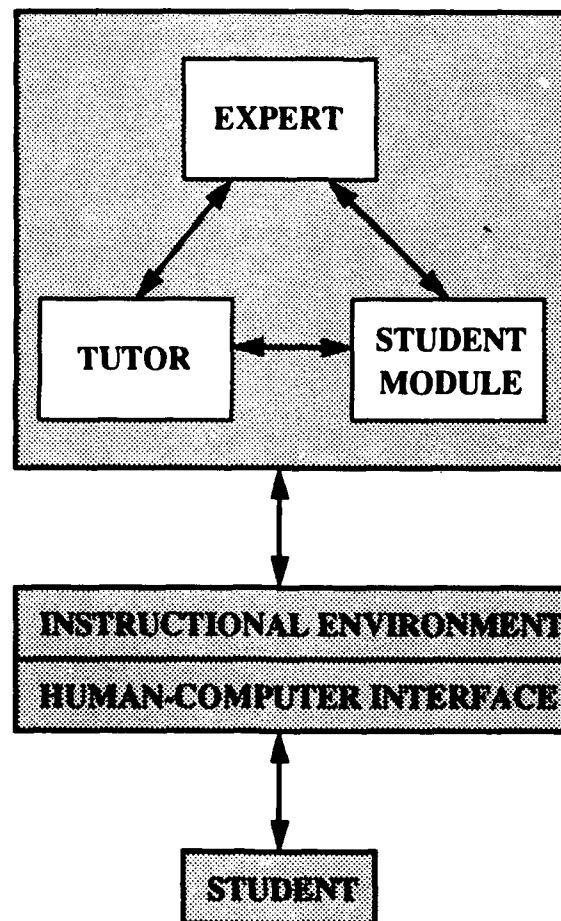 EXPERT
TUTOR
STUDENT
MODULE
INSTRUCTIONAL ENVIRONMENT
HUMAN-COMPUTER INTERFACE
STUDENT